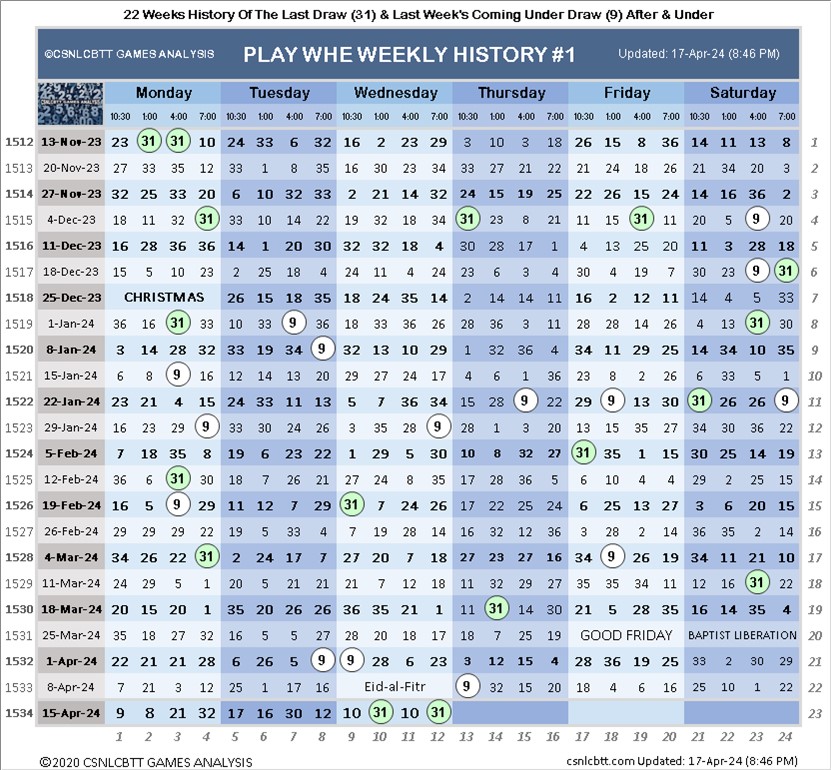 22 Weeks History Of The Last Draw (31) & Last Week's Coming Under Draw (9) After & Under
©CSNLCBTT GAMES ANALYSIS PLAY WHE WEEKLY HISTORY #1 Updated: 17-Apr-24 (8:46 PM)
CSNLCBTT GAMES ANALYSIS Monday Tuesday Wednesday Thursday Friday Saturday
10:30 1:00 4:00 7:00 10:30 1:00 4:00 7:00 10:30 1:00 4:00 7:00 10:30 1:00 4:00 7:00 10:30 1:00 4:00 7:00 10:30 1:00 4:00 7:00
1512 13-Nov-23 23 31 31 10 24 33 6 32 16 2 23 29 3 10 3 18 26 15 8 36 14 11 13 8 1
1513 20-Nov-23 27 33 35 12 33 1 8 35 16 30 23 34 33 27 21 22 21 24 18 26 21 34 20 3 2
1514 27-Nov-23 32 25 33 20 6 10 32 33 2 21 14 32 24 15 19 25 22 26 15 24 14 16 36 2 3
1515 4-Dec-23 18 11 32 31 33 10 14 22 19 32 18 34 31 23 8 21 11 15 31 11 20 5 9 20 4
1516 11-Dec-23 16 28 36 36 14 1 20 30 32 32 18 4 30 28 17 1 4 13 25 20 11 3 28 18 5
1517 18-Dec-23 15 5 10 23 2 25 18 4 24 11 4 4 23 6 3 14 30 4 19 7 30 23 9 31 6
1518 25-Dec-23 CHRISTMAS 26 15 18 35 18 24 35 14 2 14 14 11 16 2 12 11 14 4 5 33 7
1519 1-Jan-24 36 16 31 33 10 33 9 36 18 33 36 26 28 36 3 11 28 28 14 26 4 13 31 30 8
1520 8-Jan-24 3 14 28 32 33 19 34 9 32 13 10 29 1 32 36 4 34 11 29 25 14 34 10 35 9
1521 15-Jan-24 6 8 9 16 12 14 13 20 29 27 24 17 4 6 1 36 23 8 2 26 6 33 5 1 10
1522 22-Jan-24 23 21 4 15 24 33 11 13 5 7 36 34 15 28 9 22 29 9 13 30 31 26 26 9 11
1523 29-Jan-24 16 23 29 9 33 30 24 26 3 35 28 9 28 1 3 20 13 15 35 27 34 30 36 22 12
1524 5-Feb-24 7 18 35 8 19 6 23 22 1 29 5 30 10 8 32 27 31 35 1 15 30 25 14 19 13
1525 12-Feb-24 36 6 31 30 18 7 26 21 27 24 8 35 17 28 36 5 6 10 4 4 29 2 25 15 14
1526 19-Feb-24 16 5 9 29 11 12 7 29 31 7 26 24 18 22 25 24 6 25 13 27 3 6 20 15 15
1527 26-Feb-24 29 29 29 22 19 5 33 4 7 19 28 14 16 32 12 36 3 28 2 14 36 35 2 2 16
1528 4-Mar-24 34 26 22 31 2 24 17 7 27 20 7 18 27 23 27 16 34 9 26 19 34 11 21 10 17
1529 11-Mar-24 24 29 5 1 20 5 21 21 21 7 12 18 11 32 29 27 35 35 34 11 12 16 31 22 18
1530 18-Mar-24 20 15 20 1 35 20 26 26 36 35 21 1 11 31 14 30 21 5 28 35 16 14 35 4 19
1531 25-Mar-24 35 18 27 32 16 5 5 27 28 20 18 17 18 7 25 19 GOOD FRIDAY BAPTIST LIBERATION 20
1532 1-Apr-24 22 21 21 28 6 26 5 9 9 28 6 23 3 12 15 4 28 36 19 25 33 2 30 29 21
1533 8-Apr-24 7 21 3 12 25 1 17 16 Eid-al-Fitr 9 32 15 20 18 4 6 16 25 10 1 22 22
1534 15-Apr-24 9 8 21 32 17 16 30 12 10 31 10 31 23
1 2 3 4 5 6 7 8 9 10 11 12 13 14 15 16 17 18 19 20 21 22 23 24
©2020 CSNLCBTT GAMES ANALYSIS csnlcbtt.com Updated: 17-Apr-24 (8:46 PM)